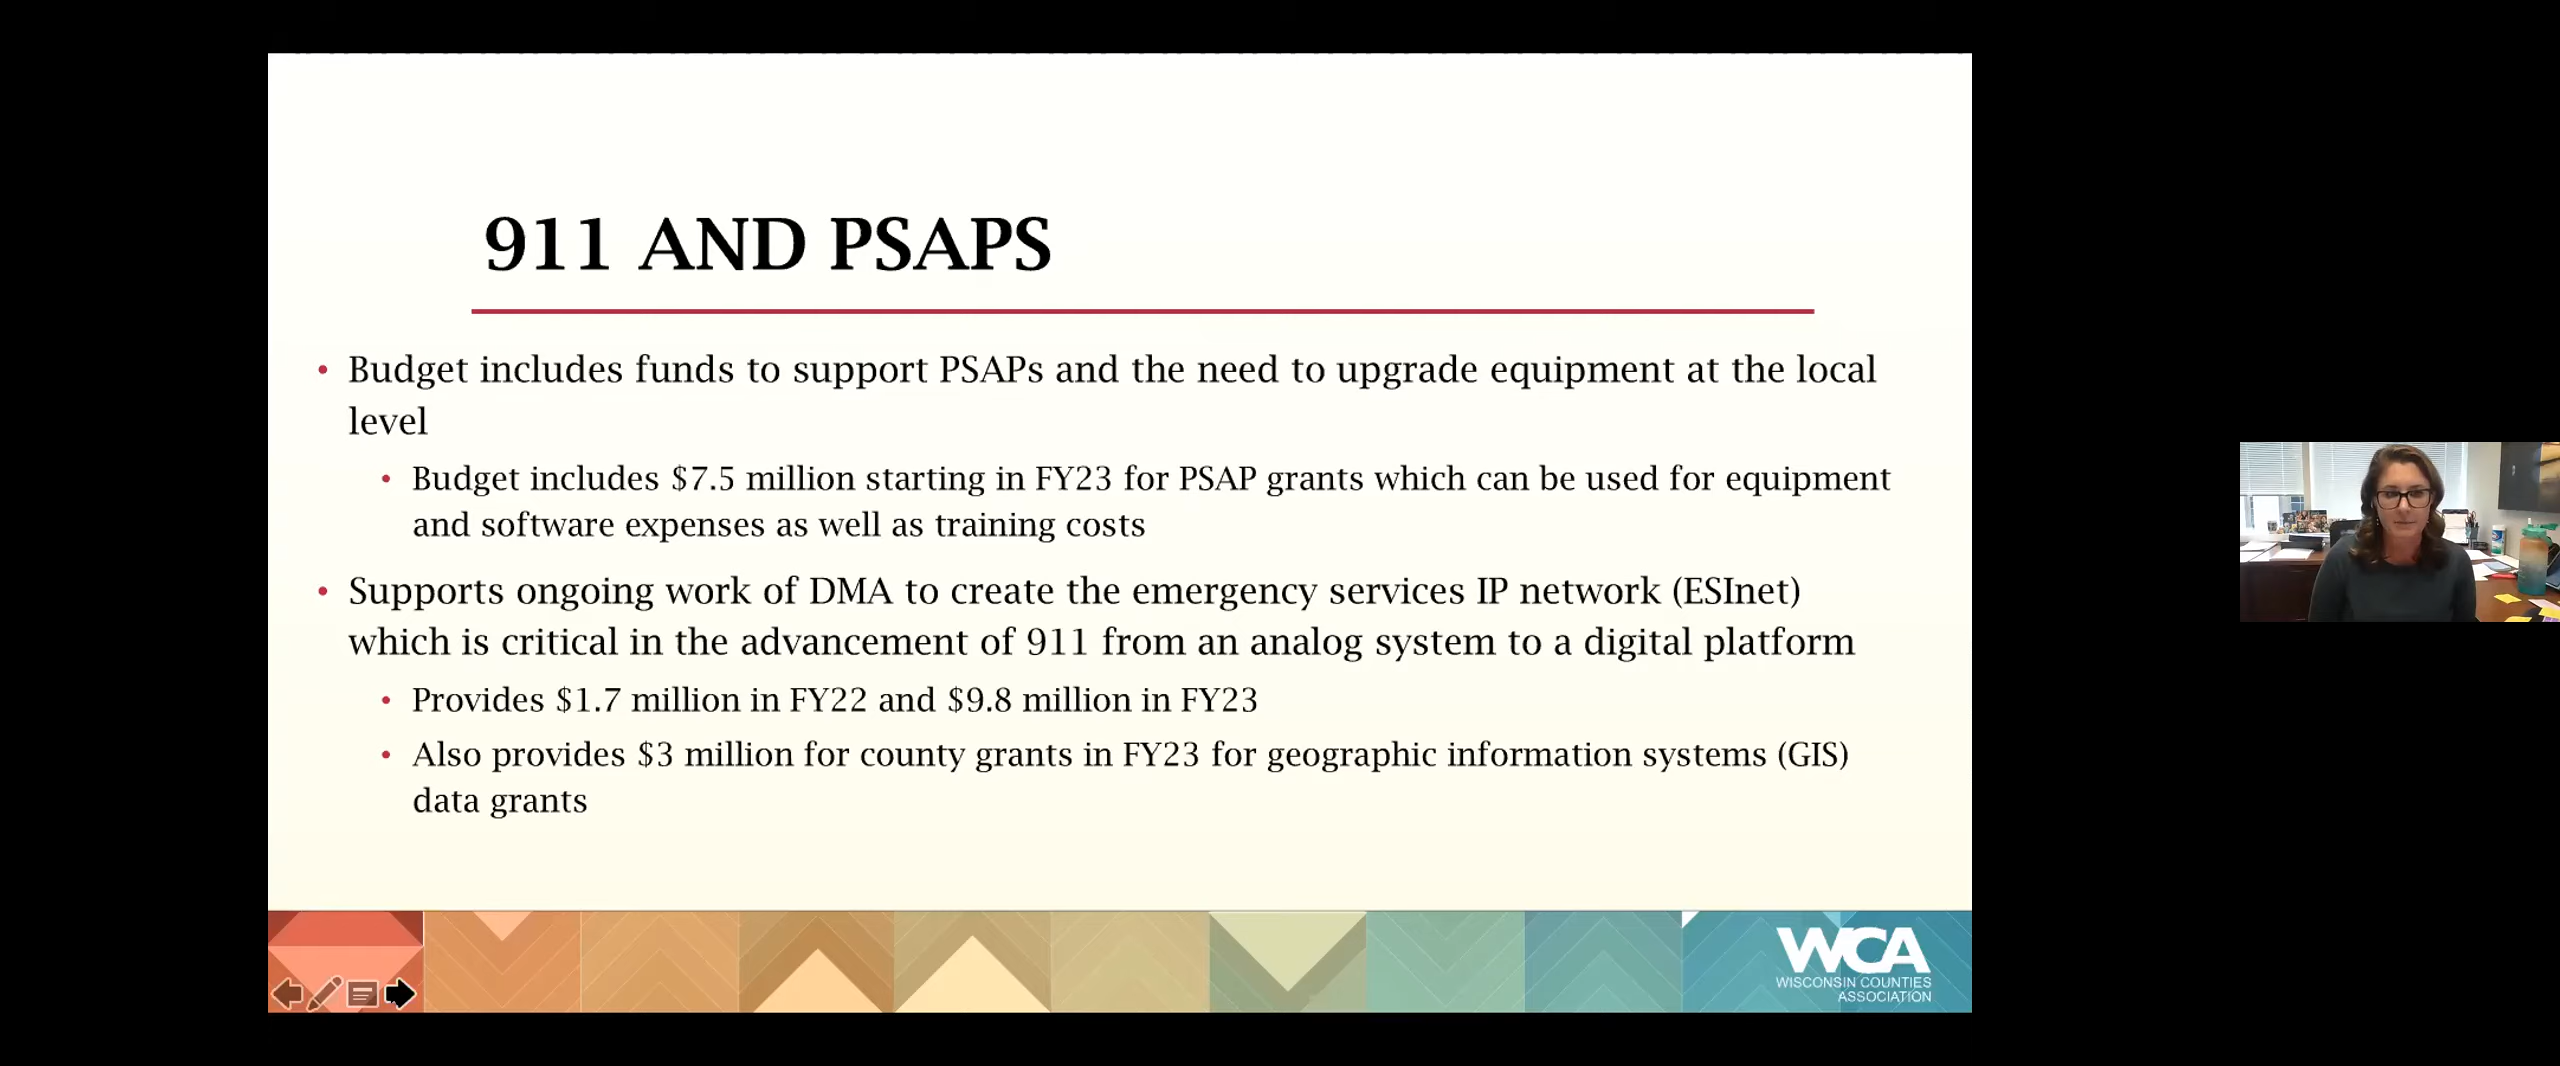 911 AND PSAPS
• Budget includes funds to support PSAPs and the need to upgrade equipment at the local
level
• Budget includes $7.5 million starting in FY23 for PSAP grants which can be used for equipment
and software expenses as well as training costs
• Supports ongoing work of DMA to create the emergency services IP network (ESInet)
which is critical in the advancement of 911 from an analog system to a digital platform
• Provides $1.7 million in FY22 and $9.8 million in FY23
• Also provides $3 million for county grants in FY23 for geographic information systems (GIS)
data grants
WCA
WISCONSIN COUNTIES
ASSOCIATION